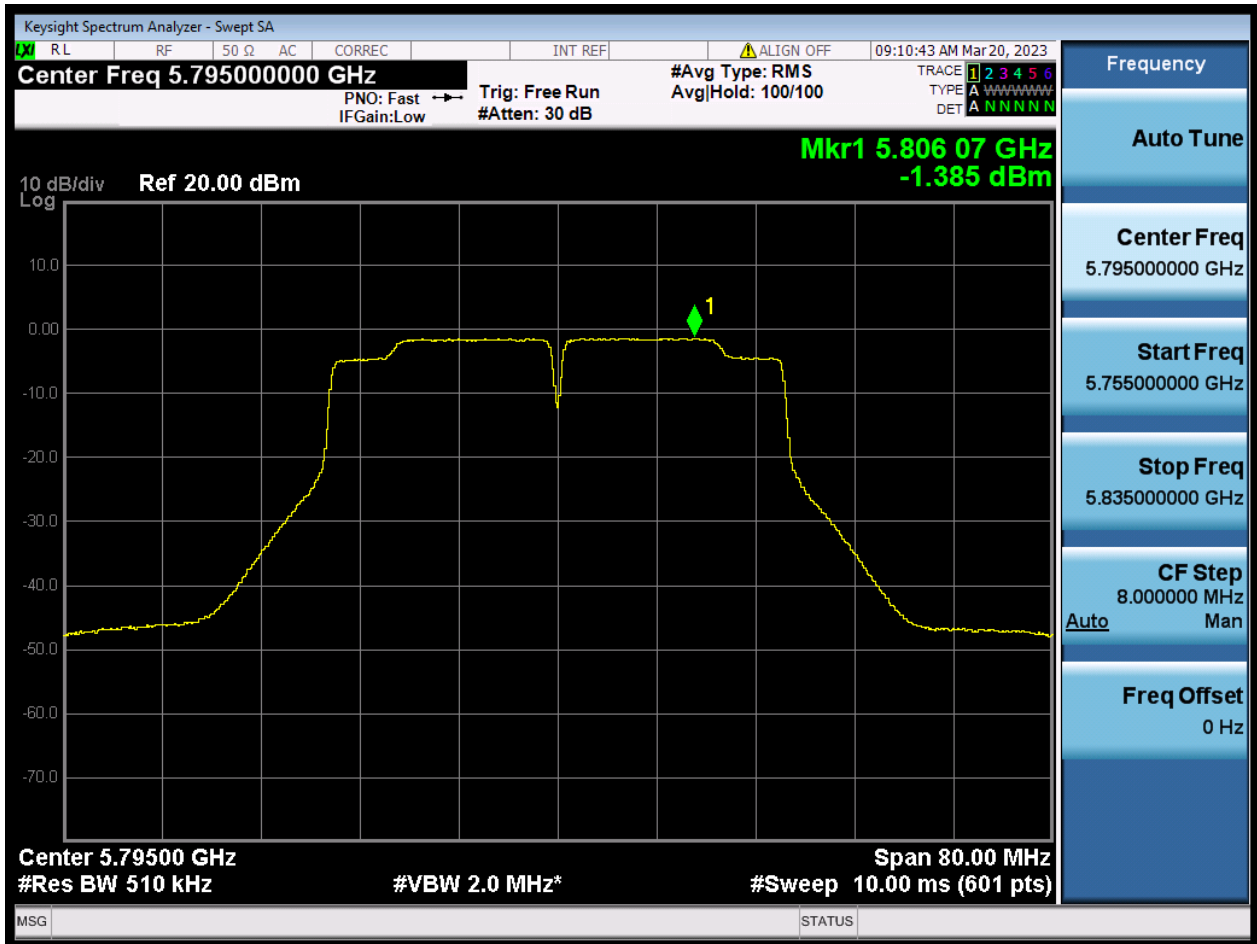 Keysight Spectrum Analyzer - Swept SA
LXI RL RF 50 Ω AC CORREC INT REF ALIGN OFF 09:10:43 AM Mar 20, 2023
Center Freq 5.795000000 GHz
PNO: Fast
IFGain:Low
Trig: Free Run
#Atten: 30 dB
#Avg Type: RMS
Avg|Hold: 100/100
TRACE 1 2 3 4 5 6
TYPE A WWWWW
DET A N N N N N
Mkr1 5.806 07 GHz
-1.385 dBm
10 dB/div Ref 20.00 dBm
Log
10.0
0.00
-10.0
-20.0
-30.0
-40.0
-50.0
-60.0
-70.0
1
Center 5.79500 GHz Span 80.00 MHz
#Res BW 510 kHz #VBW 2.0 MHz* #Sweep 10.00 ms (601 pts)
MSG STATUS
Frequency
Auto Tune
Center Freq
5.795000000 GHz
Start Freq
5.755000000 GHz
Stop Freq
5.835000000 GHz
CF Step
8.000000 MHz
Auto Man
Freq Offset
0 Hz